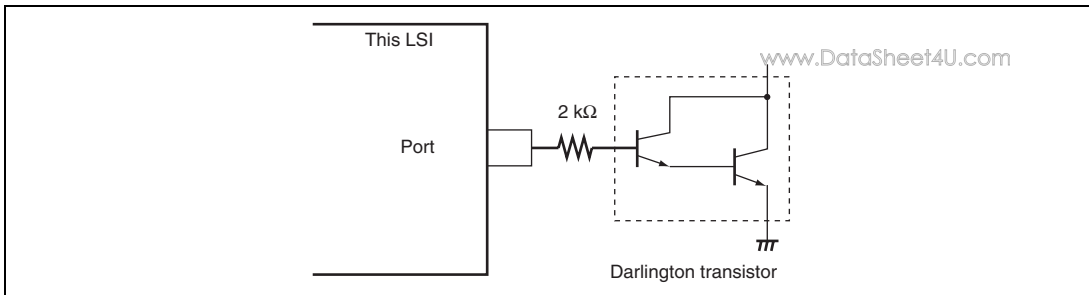 This LSI
www.DataSheet4U.com
2 kΩ
Port
Darlington transistor